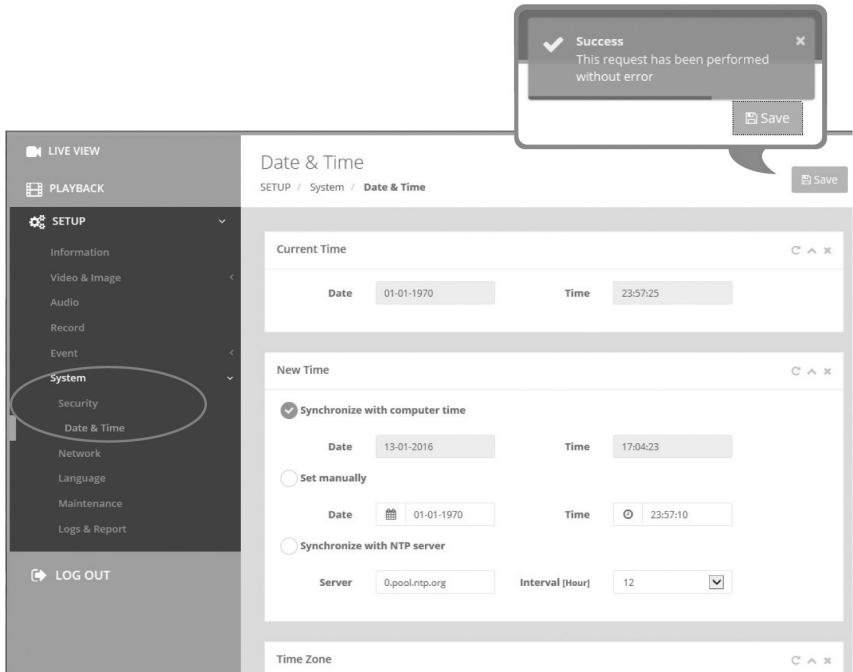 Success
This request has been performed
without error
Save
LIVE VIEW
PLAYBACK
SETUP
Information
Video & Image
Audio
Record
Event
System
Security
Date & Time
Network
Language
Maintenance
Logs & Report
LOG OUT
Date & Time
Save
SETUP / System / Date & Time
Current Time
Date 01-01-1970 Time 23:57:25
New Time
Synchronize with computer time
Date 13-01-2016 Time 17:04:23
Set manually
Date 01-01-1970 Time 23:57:10
Synchronize with NTP server
Server 0.pool.ntp.org Interval [Hour] 12
Time Zone